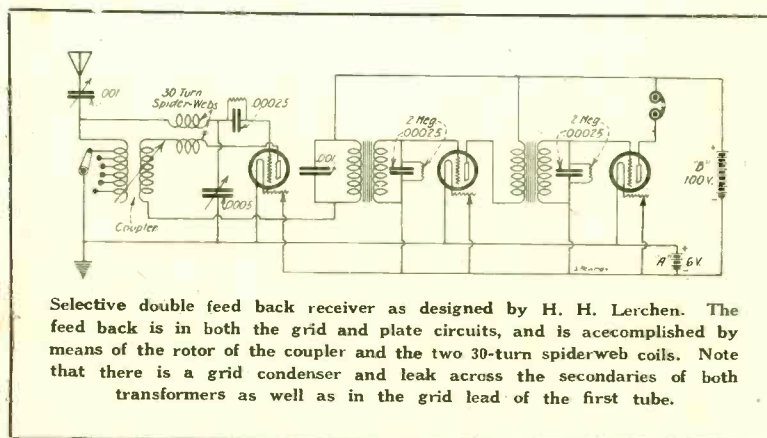 .001
30 Turn
Spider-Webs
.00025
2 Meg.
.00025
2 Meg.
.00025
.001
.0005
Coupler
+
"B"
100 V.
-
+
"A"
6V.
-
Selective double feed back receiver as designed by H. H. Lerchen. The
feed back is in both the grid and plate circuits, and is acecomplished by
means of the rotor of the coupler and the two 30-turn spiderweb coils. Note
that there is a grid condenser and leak across the secondaries of both
transformers as well as in the grid lead of the first tube.